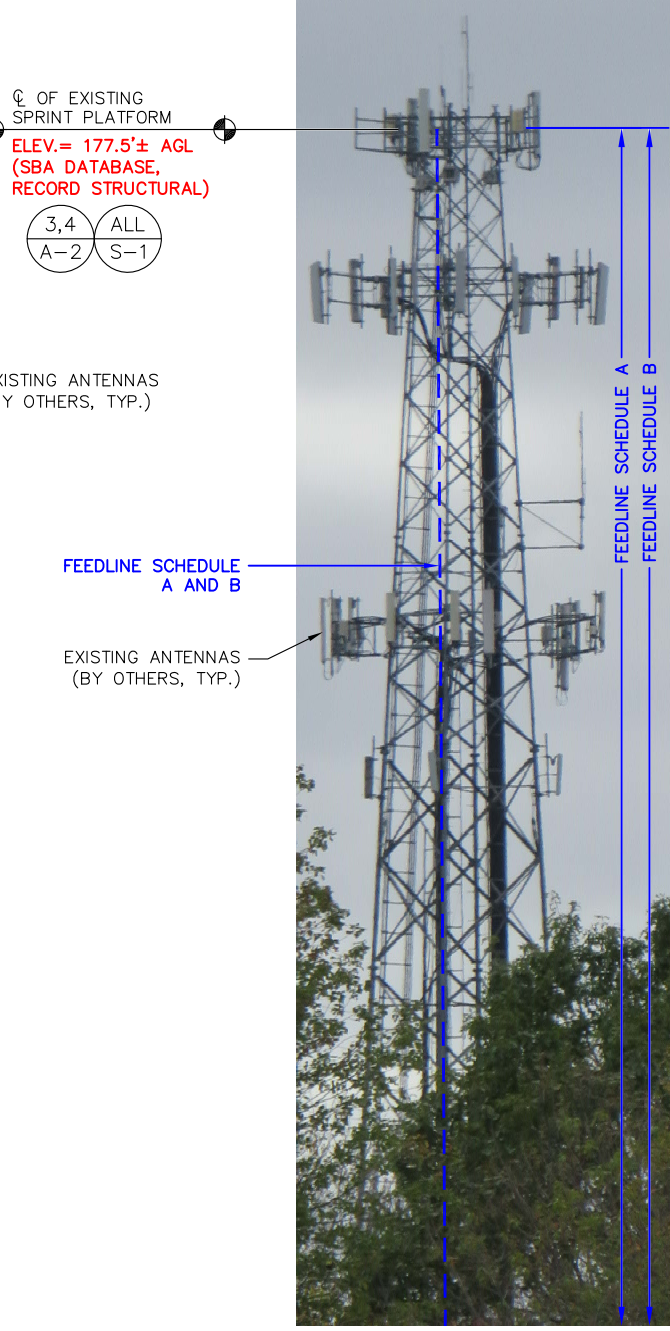 ℄ OF EXISTING
SPRINT PLATFORM
ELEV.= 177.5'± AGL
(SBA DATABASE,
RECORD STRUCTURAL)
3,4 ALL
A-2 S-1
XISTING ANTENNAS
Y OTHERS, TYP.)
FEEDLINE SCHEDULE A
FEEDLINE SCHEDULE B
FEEDLINE SCHEDULE
A AND B
EXISTING ANTENNAS
(BY OTHERS, TYP.)